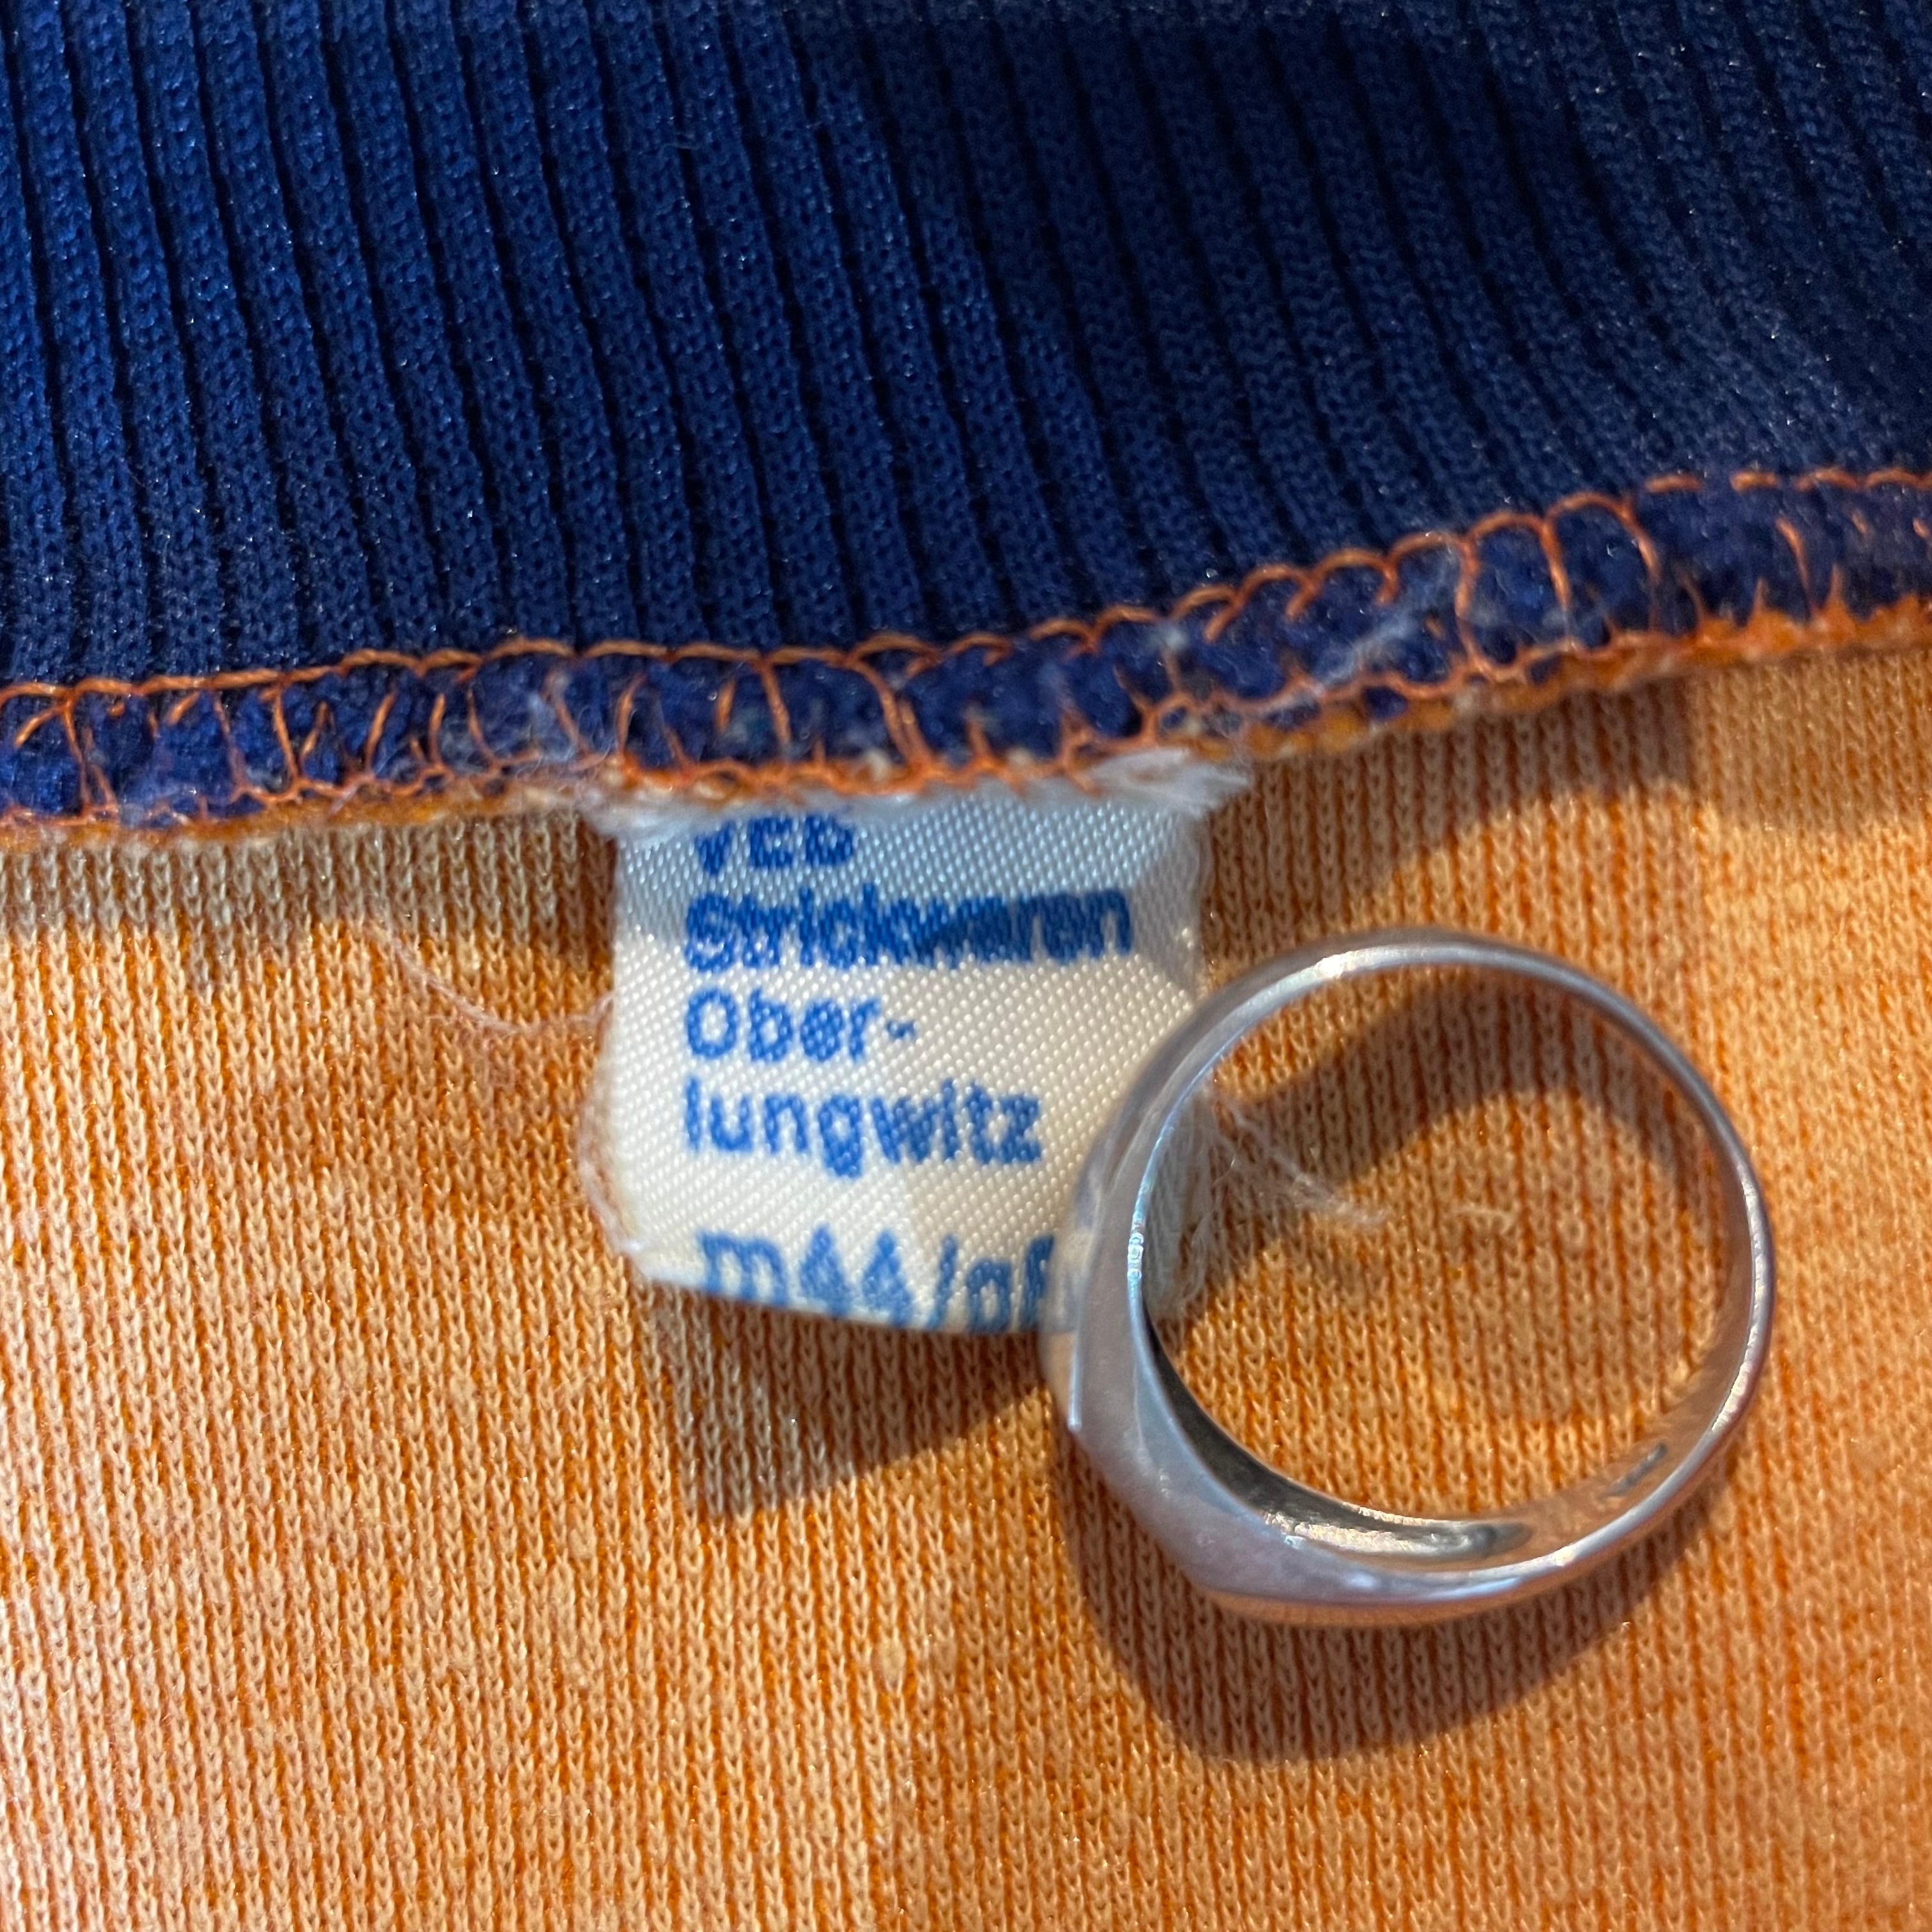 VEB
Strickwaren
Ober-
lungwitz
m44/g